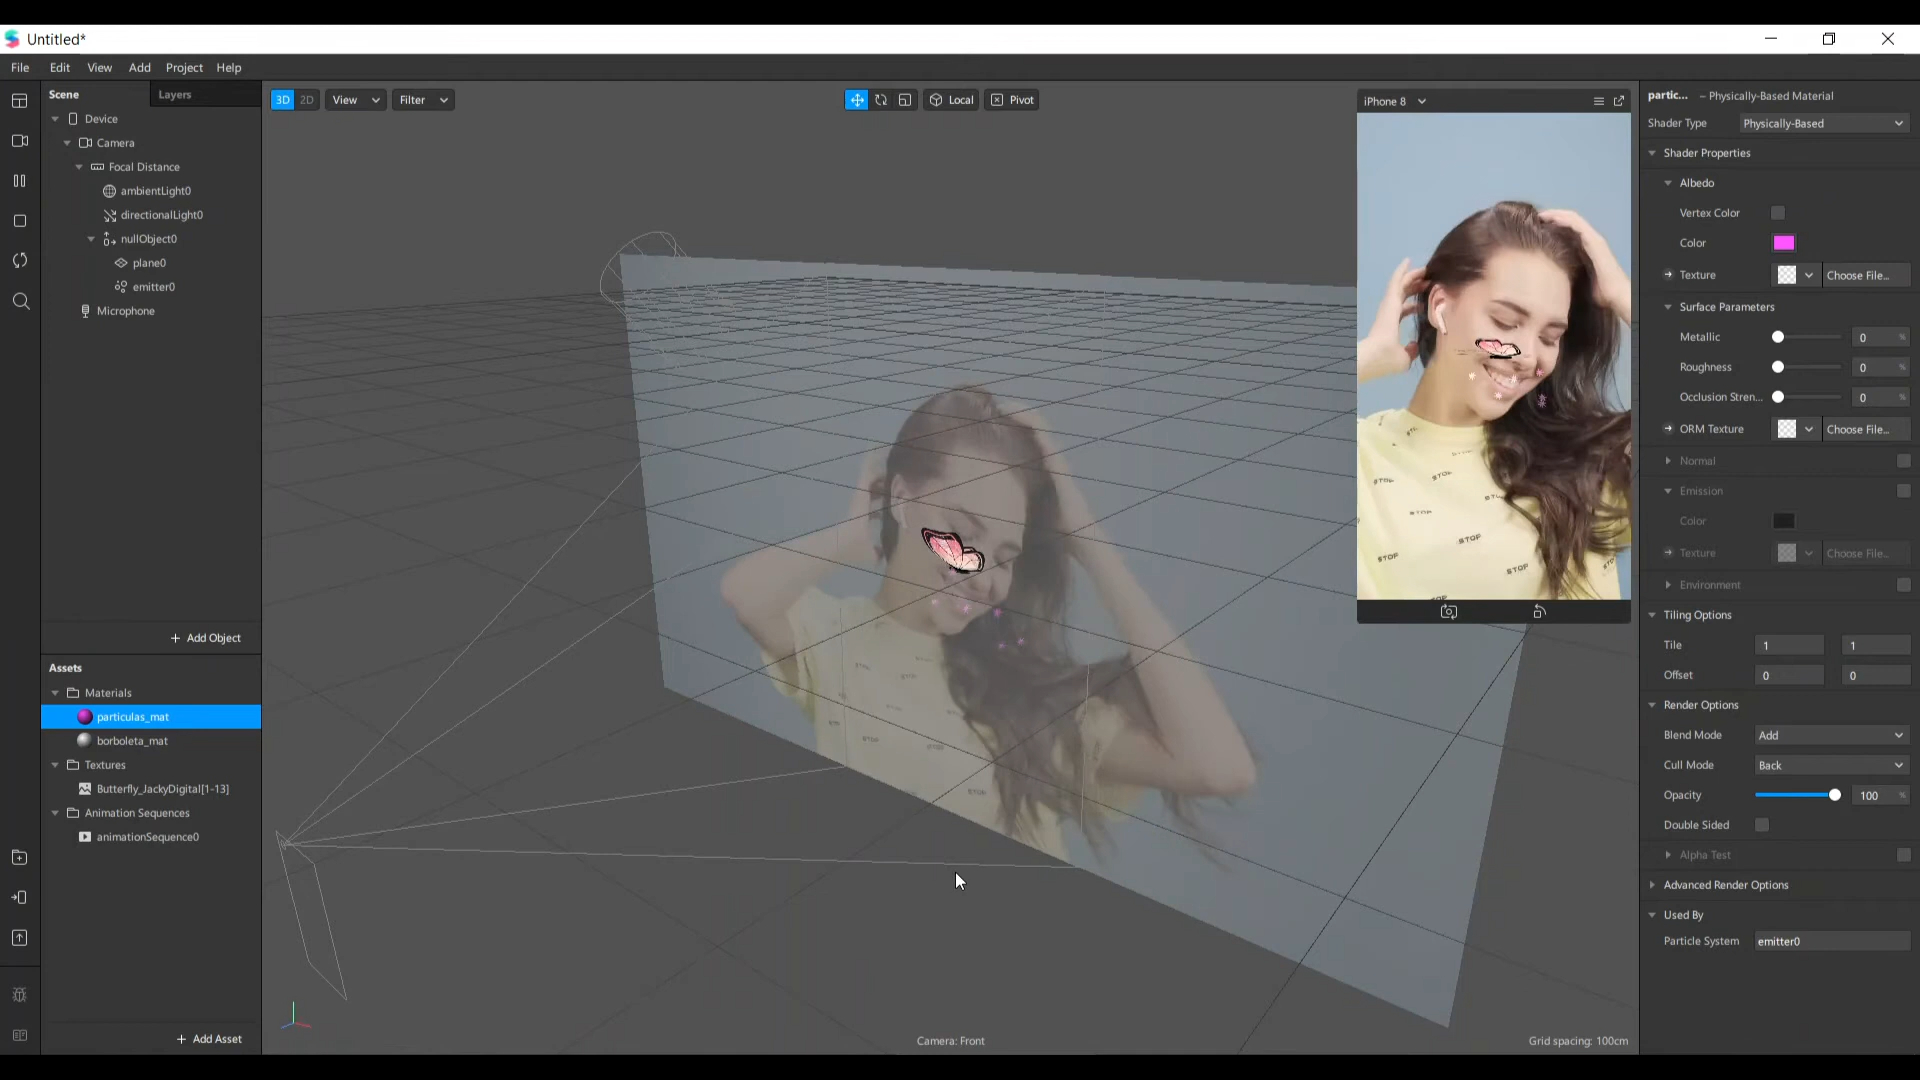 Untitled*
File Edit View Add Project Help
Scene Layers
Device
Camera
Focal Distance
ambientLight0
directionalLight0
nullObject0
plane0
emitter0
Microphone
+ Add Object
Assets
Materials
particulas_mat
borboleta_mat
Textures
Butterfly_JackyDigital[1-13]
Animation Sequences
animationSequence0
+ Add Asset
3D 2D View Filter Local Pivot
iPhone 8
STOP
STOP
STOP
STOP
STOP
STOP
Camera: Front
Grid spacing: 100cm
partic... – Physically-Based Material
Shader Type Physically-Based
Shader Properties
Albedo
Vertex Color
Color
Texture Choose File...
Surface Parameters
Metallic 0 %
Roughness 0 %
Occlusion Stren... 0 %
ORM Texture Choose File...
Normal
Emission
Color
Texture Choose File...
Environment
Tiling Options
Tile 1 1
Offset 0 0
Render Options
Blend Mode Add
Cull Mode Back
Opacity 100 %
Double Sided
Alpha Test
Advanced Render Options
Used By
Particle System emitter0